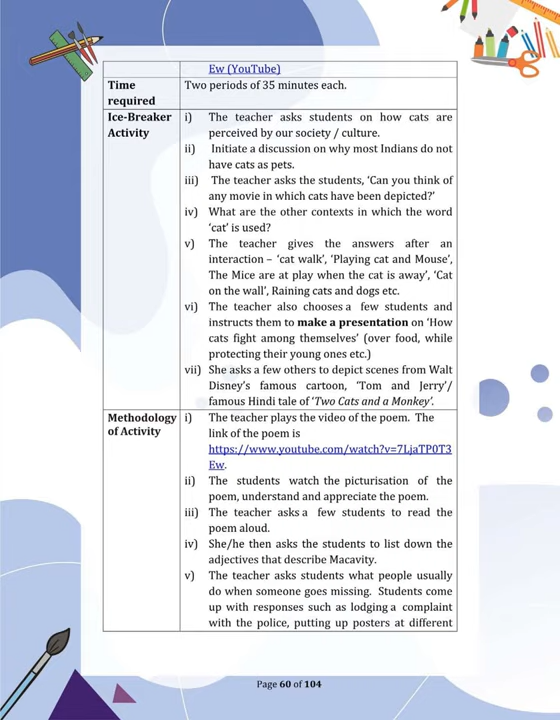 Ew (YouTube)
Time
required
Two periods of 35 minutes each.
Ice-Breaker
Activity
i) The teacher asks students on how cats are
perceived by our society / culture.
ii) Initiate a discussion on why most Indians do not
have cats as pets.
iii) The teacher asks the students, ‘Can you think of
any movie in which cats have been depicted?’
iv) What are the other contexts in which the word
‘cat’ is used?
v) The teacher gives the answers after an
interaction – ‘cat walk’, ‘Playing cat and Mouse’,
The Mice are at play when the cat is away’, ‘Cat
on the wall’, Raining cats and dogs etc.
vi) The teacher also chooses a few students and
instructs them to make a presentation on ‘How
cats fight among themselves’ (over food, while
protecting their young ones etc.)
vii) She asks a few others to depict scenes from Walt
Disney’s famous cartoon, ‘Tom and Jerry’/
famous Hindi tale of ‘Two Cats and a Monkey’.
Methodology
of Activity
i) The teacher plays the video of the poem. The
link of the poem is
https://www.youtube.com/watch?v=7LjaTP0T3
Ew.
ii) The students watch the picturisation of the
poem, understand and appreciate the poem.
iii) The teacher asks a few students to read the
poem aloud.
iv) She/he then asks the students to list down the
adjectives that describe Macavity.
v) The teacher asks students what people usually
do when someone goes missing. Students come
up with responses such as lodging a complaint
with the police, putting up posters at different
Page 60 of 104